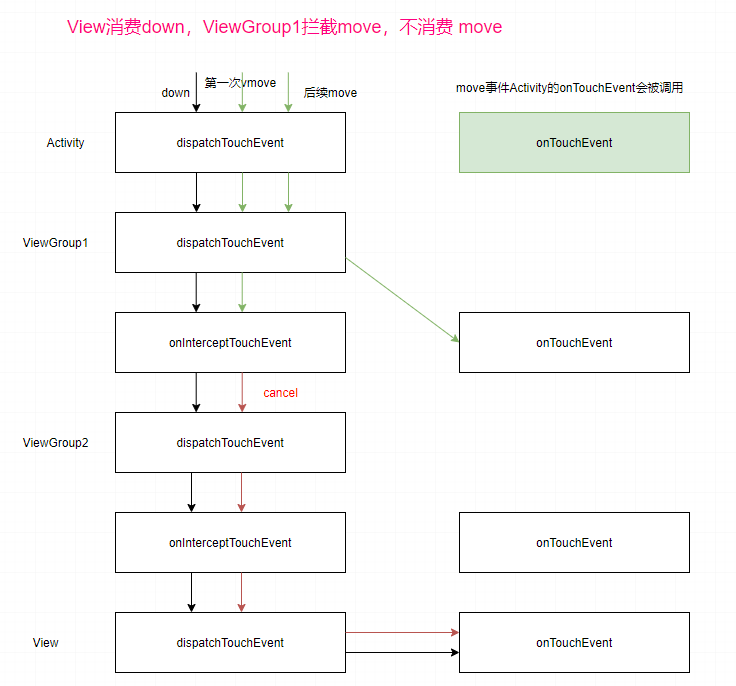 View消费down，ViewGroup1拦截move，不消费 move
第一次vmove
down
后续move
move事件Activity的onTouchEvent会被调用
Activity
dispatchTouchEvent
onTouchEvent
ViewGroup1
dispatchTouchEvent
onInterceptTouchEvent
onTouchEvent
cancel
ViewGroup2
dispatchTouchEvent
onInterceptTouchEvent
onTouchEvent
View
dispatchTouchEvent
onTouchEvent